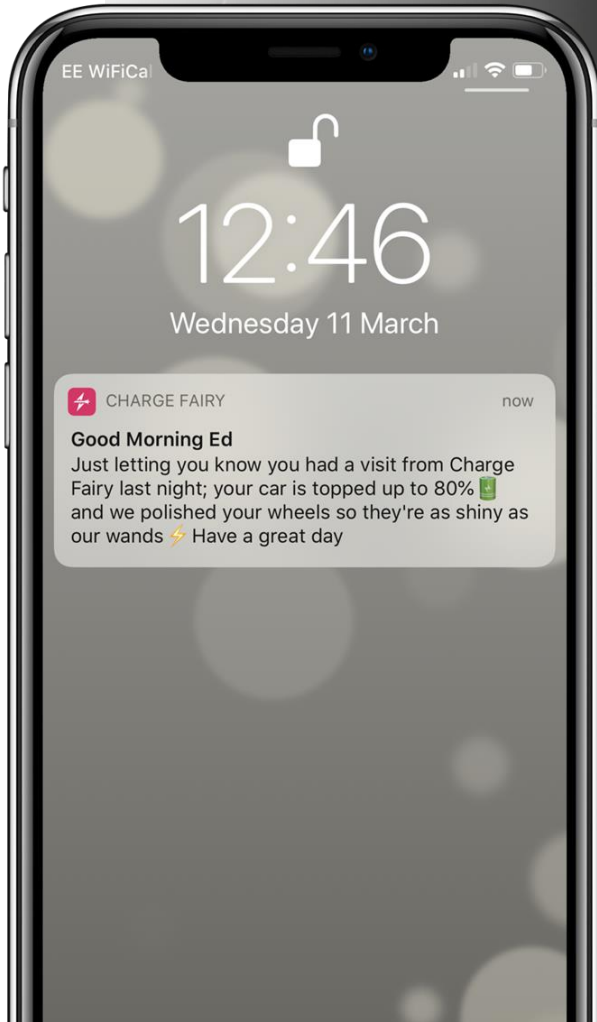 EE WiFiCal
12:46
Wednesday 11 March
CHARGE FAIRY now
Good Morning Ed
Just letting you know you had a visit from Charge
Fairy last night; your car is topped up to 80%🔋
and we polished your wheels so they're as shiny as
our wands ⚡ Have a great day